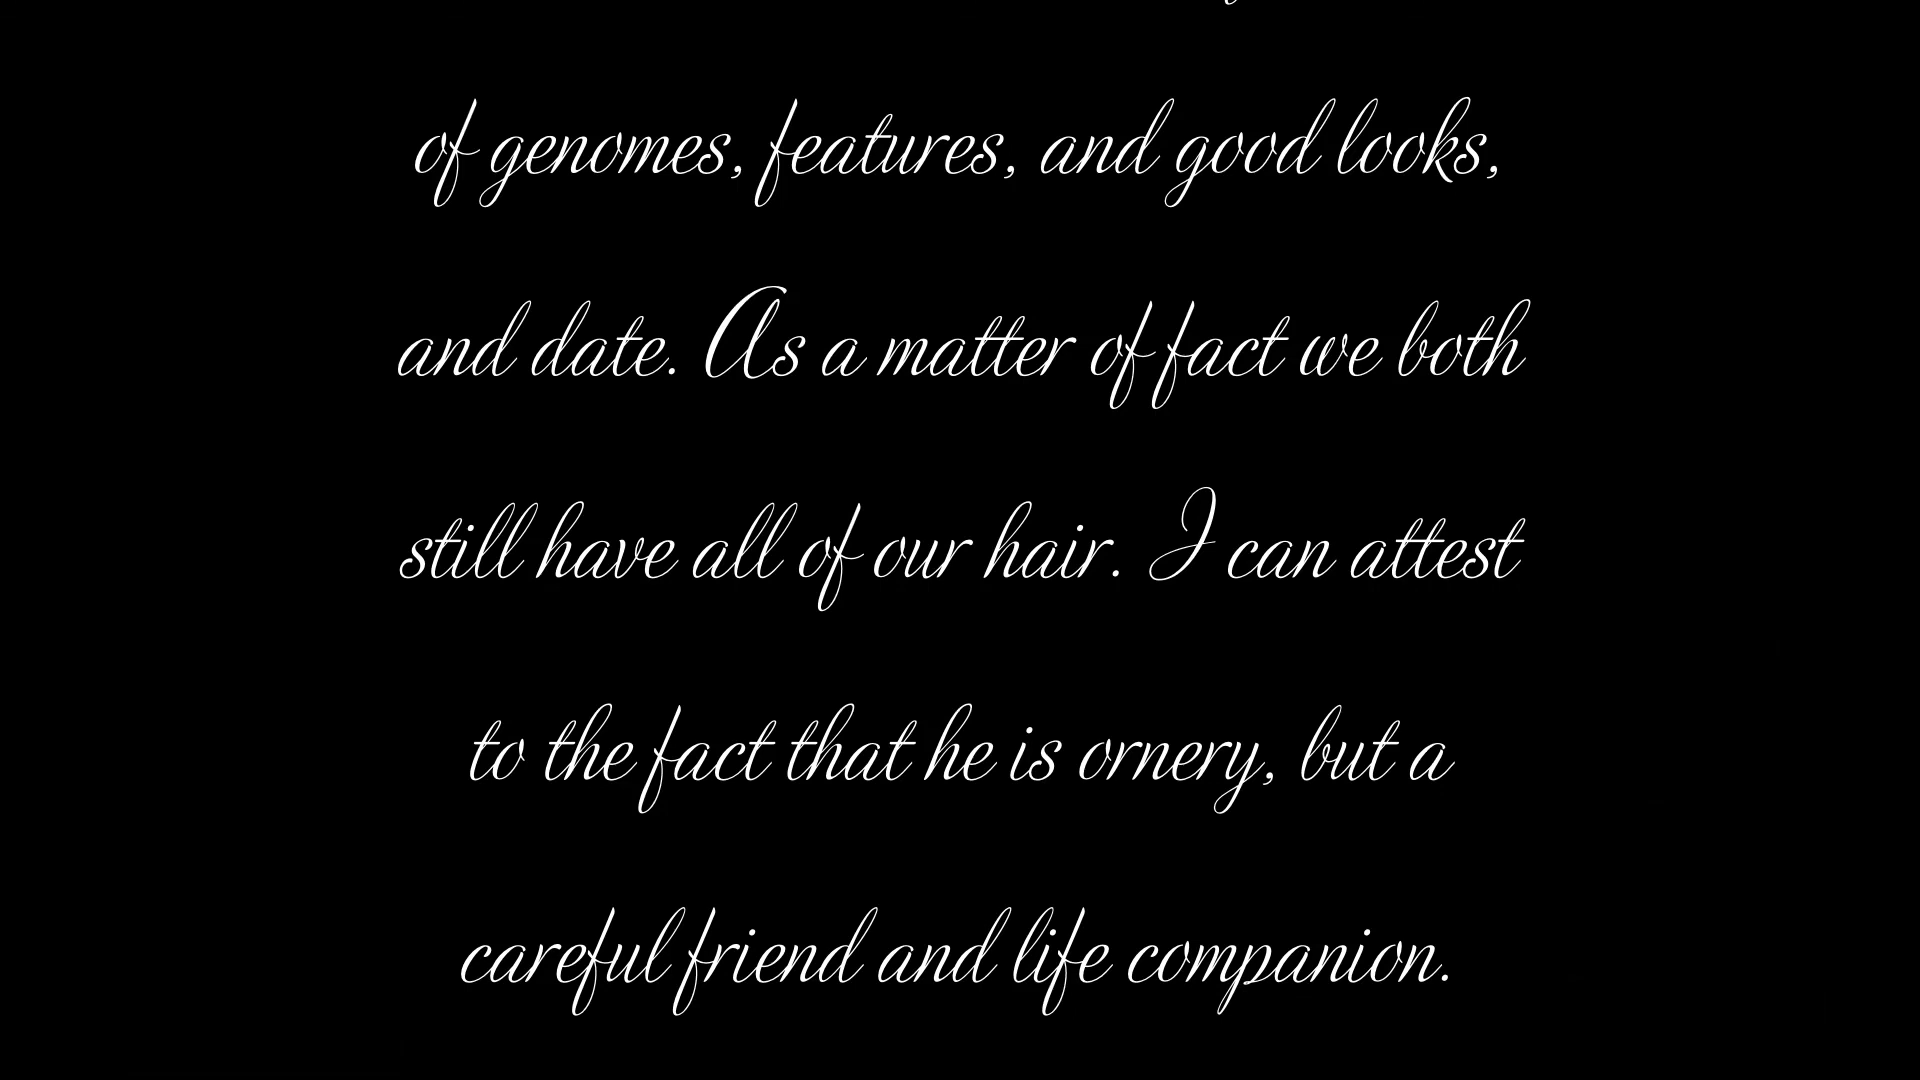 of genomes, features, and good looks,
and date. As a matter of fact we both
still have all of our hair. I can attest
to the fact that he is ornery, but a
careful friend and life companion.